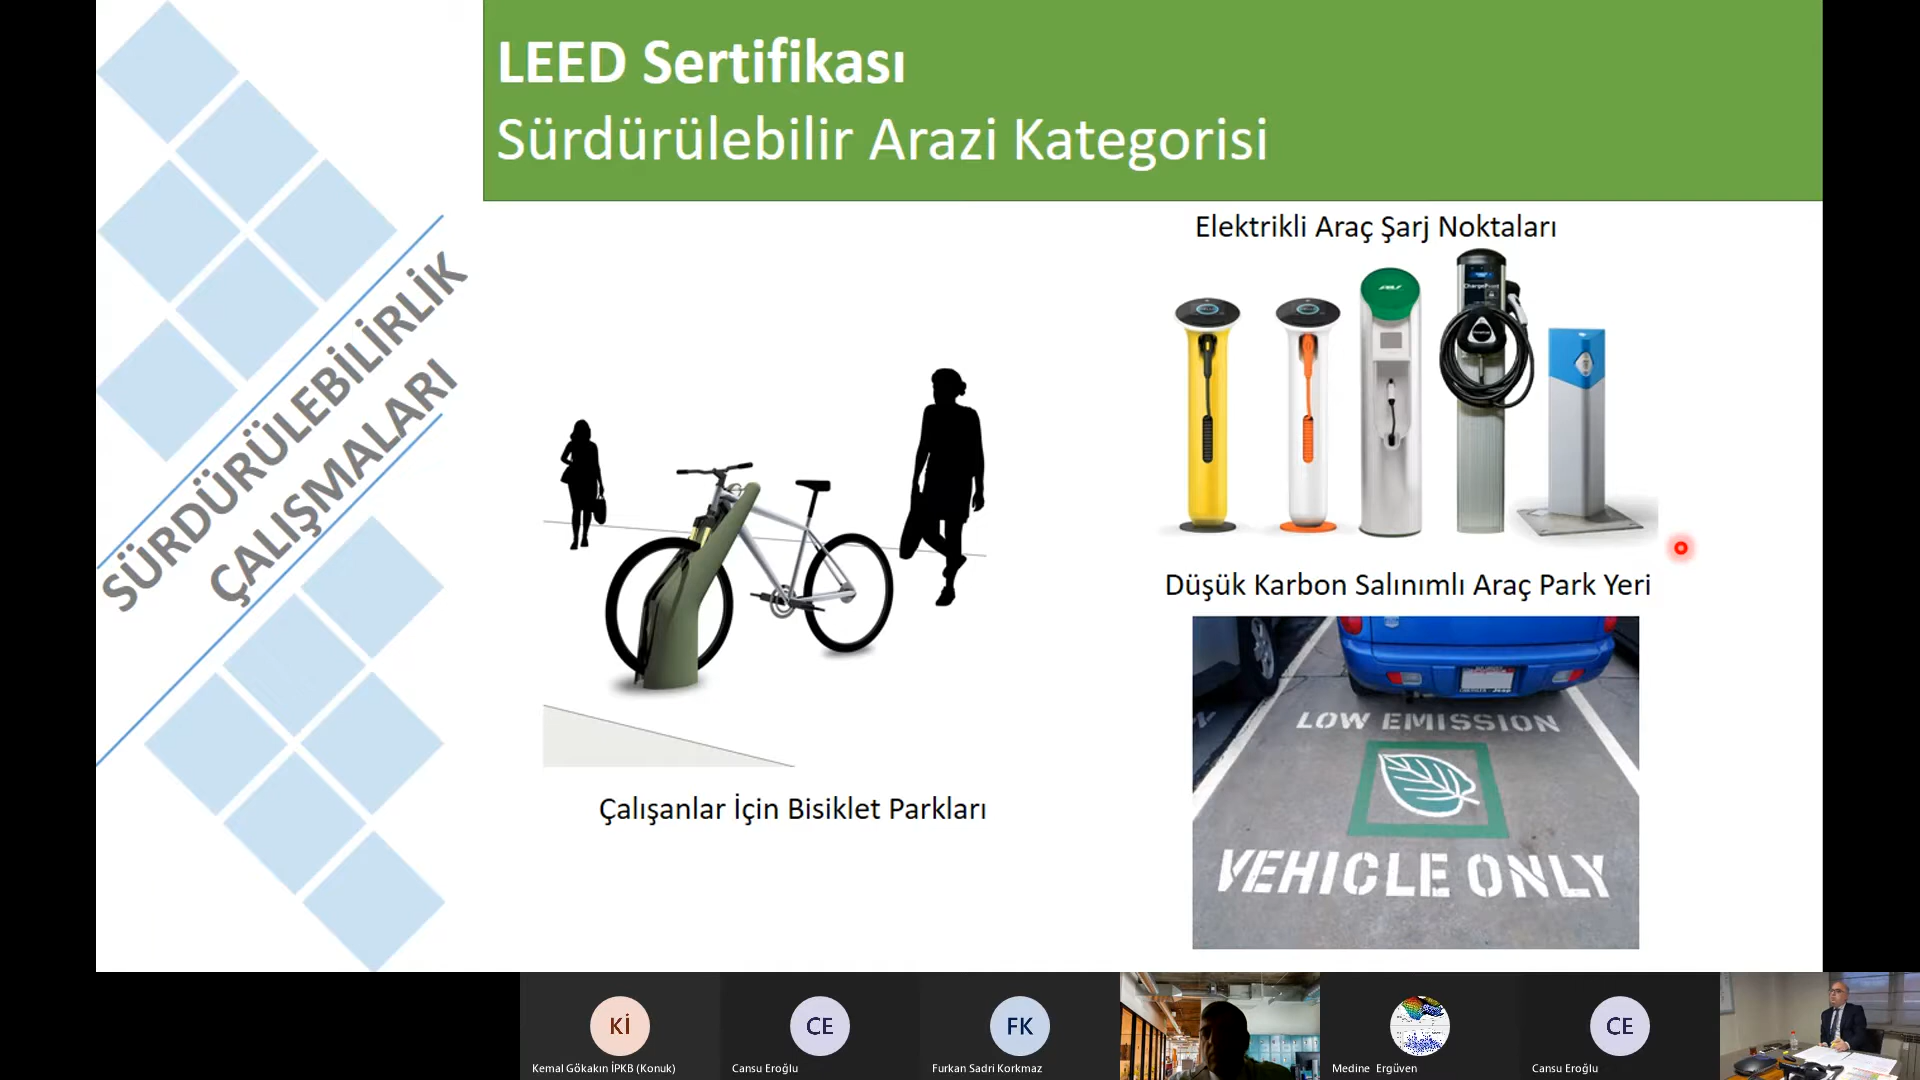 LEED Sertifikası
Sürdürülebilir Arazi Kategorisi
SÜRDÜRÜLEBİLİRLİK
ÇALIŞMALARI
Elektrikli Araç Şarj Noktaları
ChargePoint
Düşük Karbon Salınımlı Araç Park Yeri
LOW EMISSION
VEHICLE ONLY
Çalışanlar İçin Bisiklet Parkları
Kİ
CE
FK
CE
Kemal Gökakın İPKB (Konuk)
Cansu Eroğlu
Furkan Sadri Korkmaz
Medine Ergüven
Cansu Eroğlu